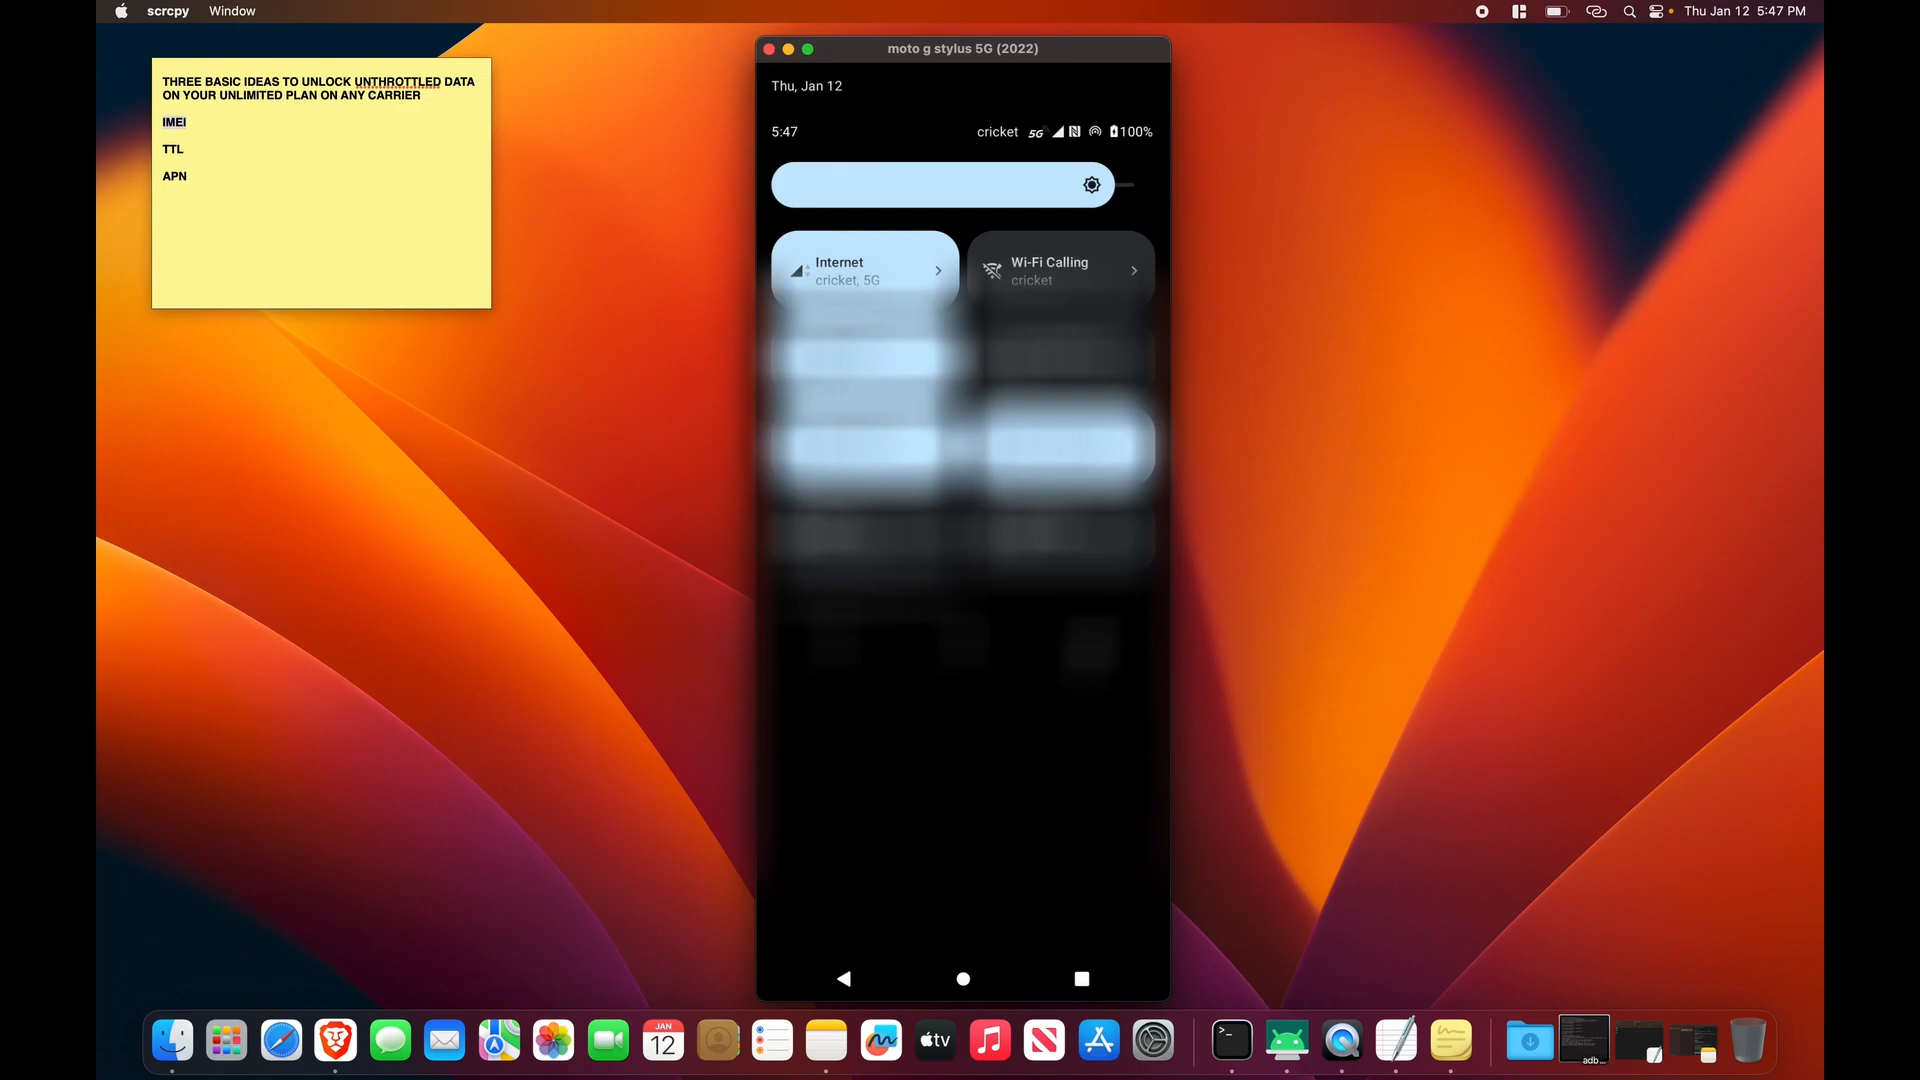 scrcpy Window
Thu Jan 12 5:47 PM
THREE BASIC IDEAS TO UNLOCK UNTHROTTLED DATA
ON YOUR UNLIMITED PLAN ON ANY CARRIER
IMEI
TTL
APN
moto g stylus 5G (2022)
Thu, Jan 12
5:47
cricket 5G 100%
Internet
cricket, 5G
Wi-Fi Calling
cricket
JAN
12
tv
>_
adb...